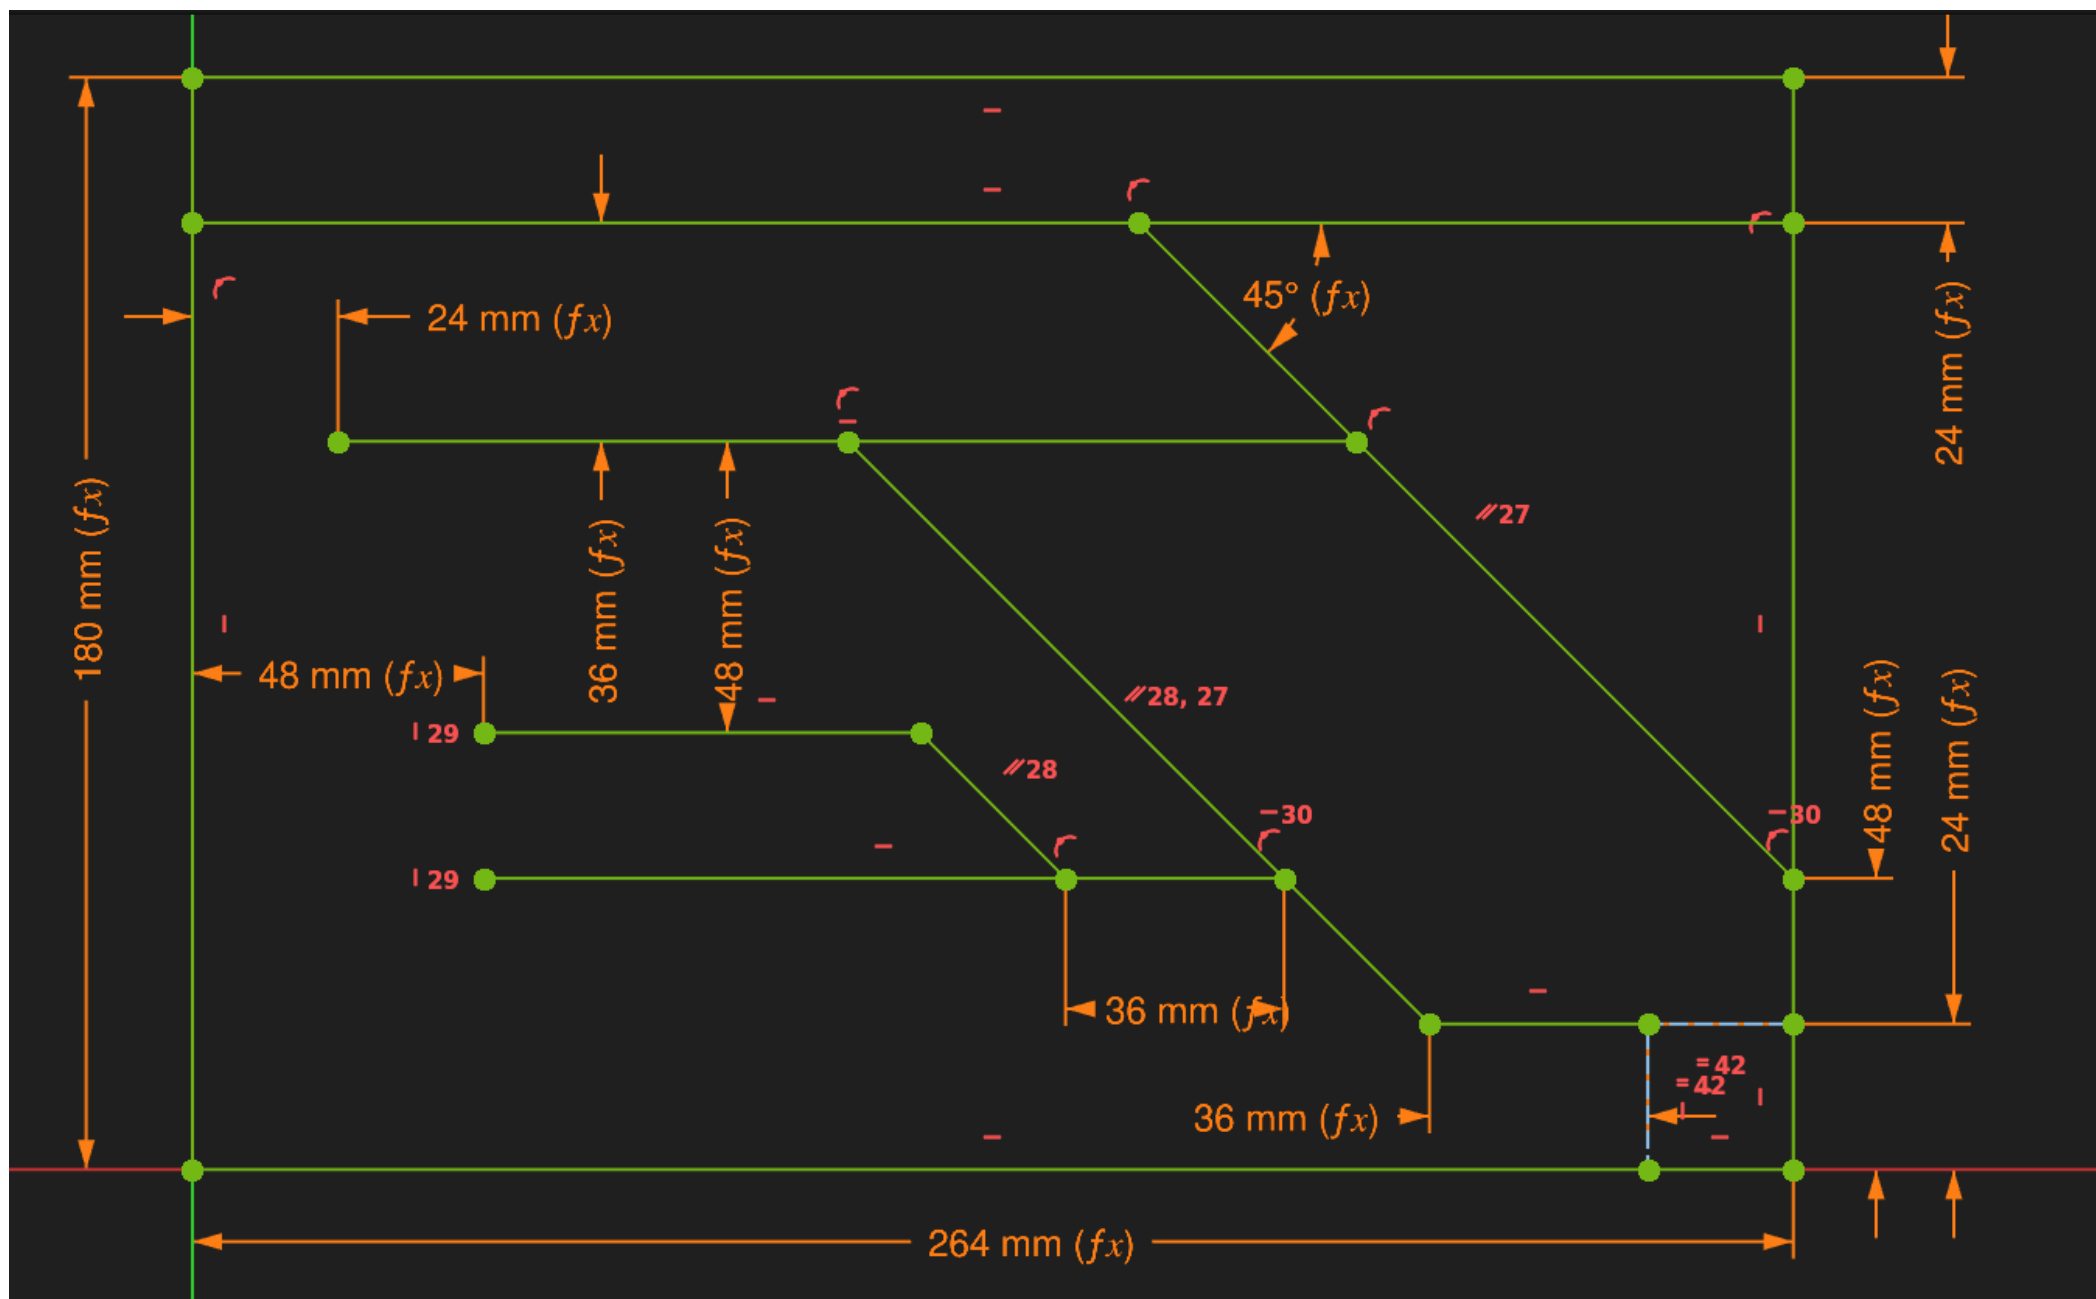 45° (fx)
24 mm (fx)
24 mm (fx)
180 mm (fx)
27
36 mm (fx)
48 mm (fx)
48 mm (fx)
28, 27
29
28
48 mm (fx)
24 mm (fx)
30
30
29
36 mm (fx)
= 42
= 42
36 mm (fx)
264 mm (fx)